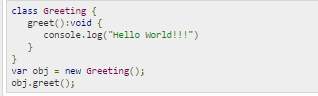 class Greeting {
   greet():void {
      console.log("Hello World!!!")
   }
}
var obj = new Greeting();
obj.greet();